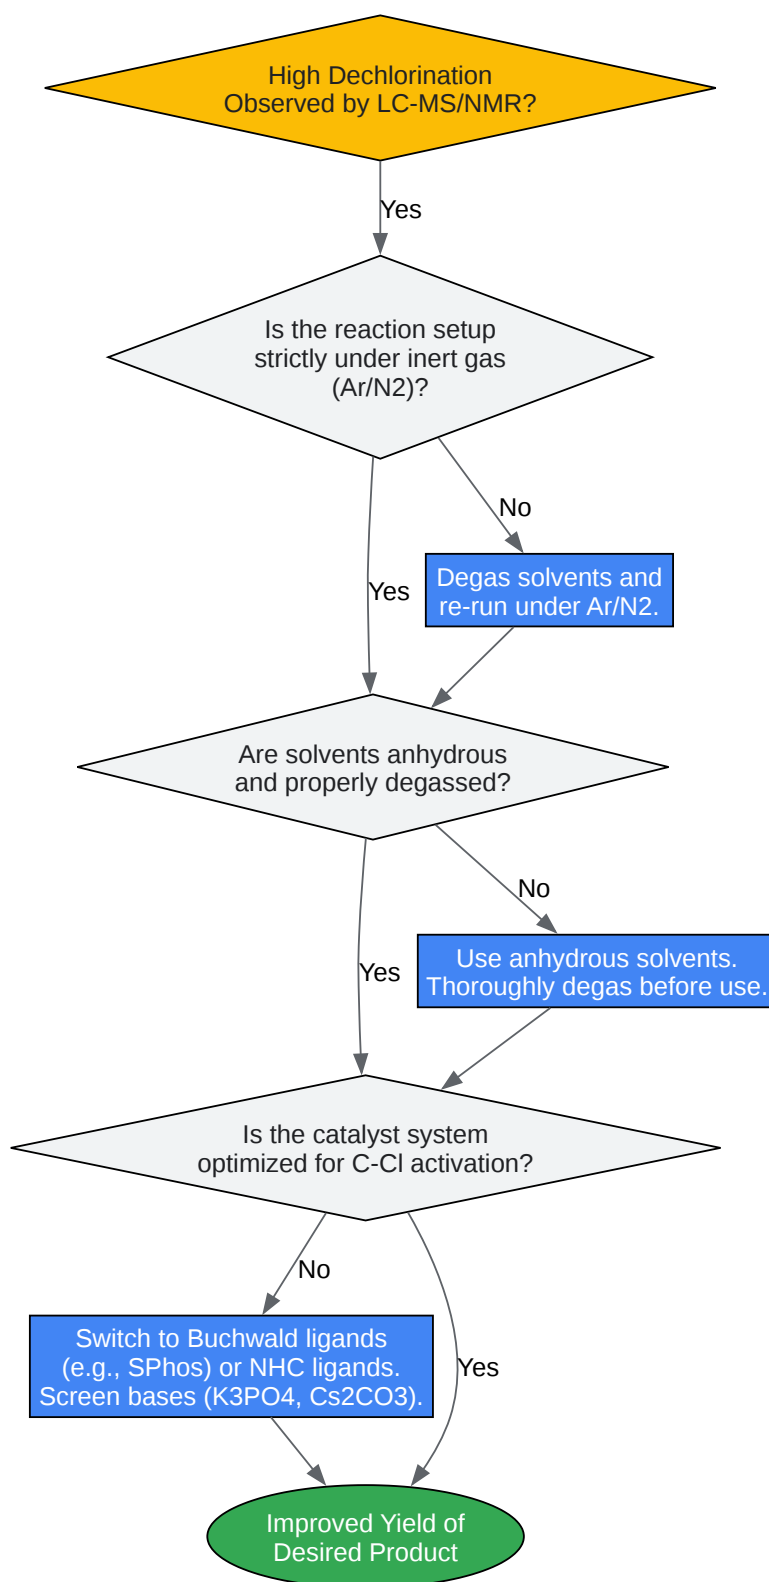 High Dechlorination
Observed by LC-MS/NMR?
Yes
Is the reaction setup
strictly under inert gas
(Ar/N2)?
No
Degas solvents and
re-run under Ar/N2.
Yes
Are solvents anhydrous
and properly degassed?
No
Use anhydrous solvents.
Thoroughly degas before use.
Yes
Is the catalyst system
optimized for C-Cl activation?
No
Switch to Buchwald ligands
(e.g., SPhos) or NHC ligands.
Screen bases (K3PO4, Cs2CO3).
Yes
Improved Yield of
Desired Product